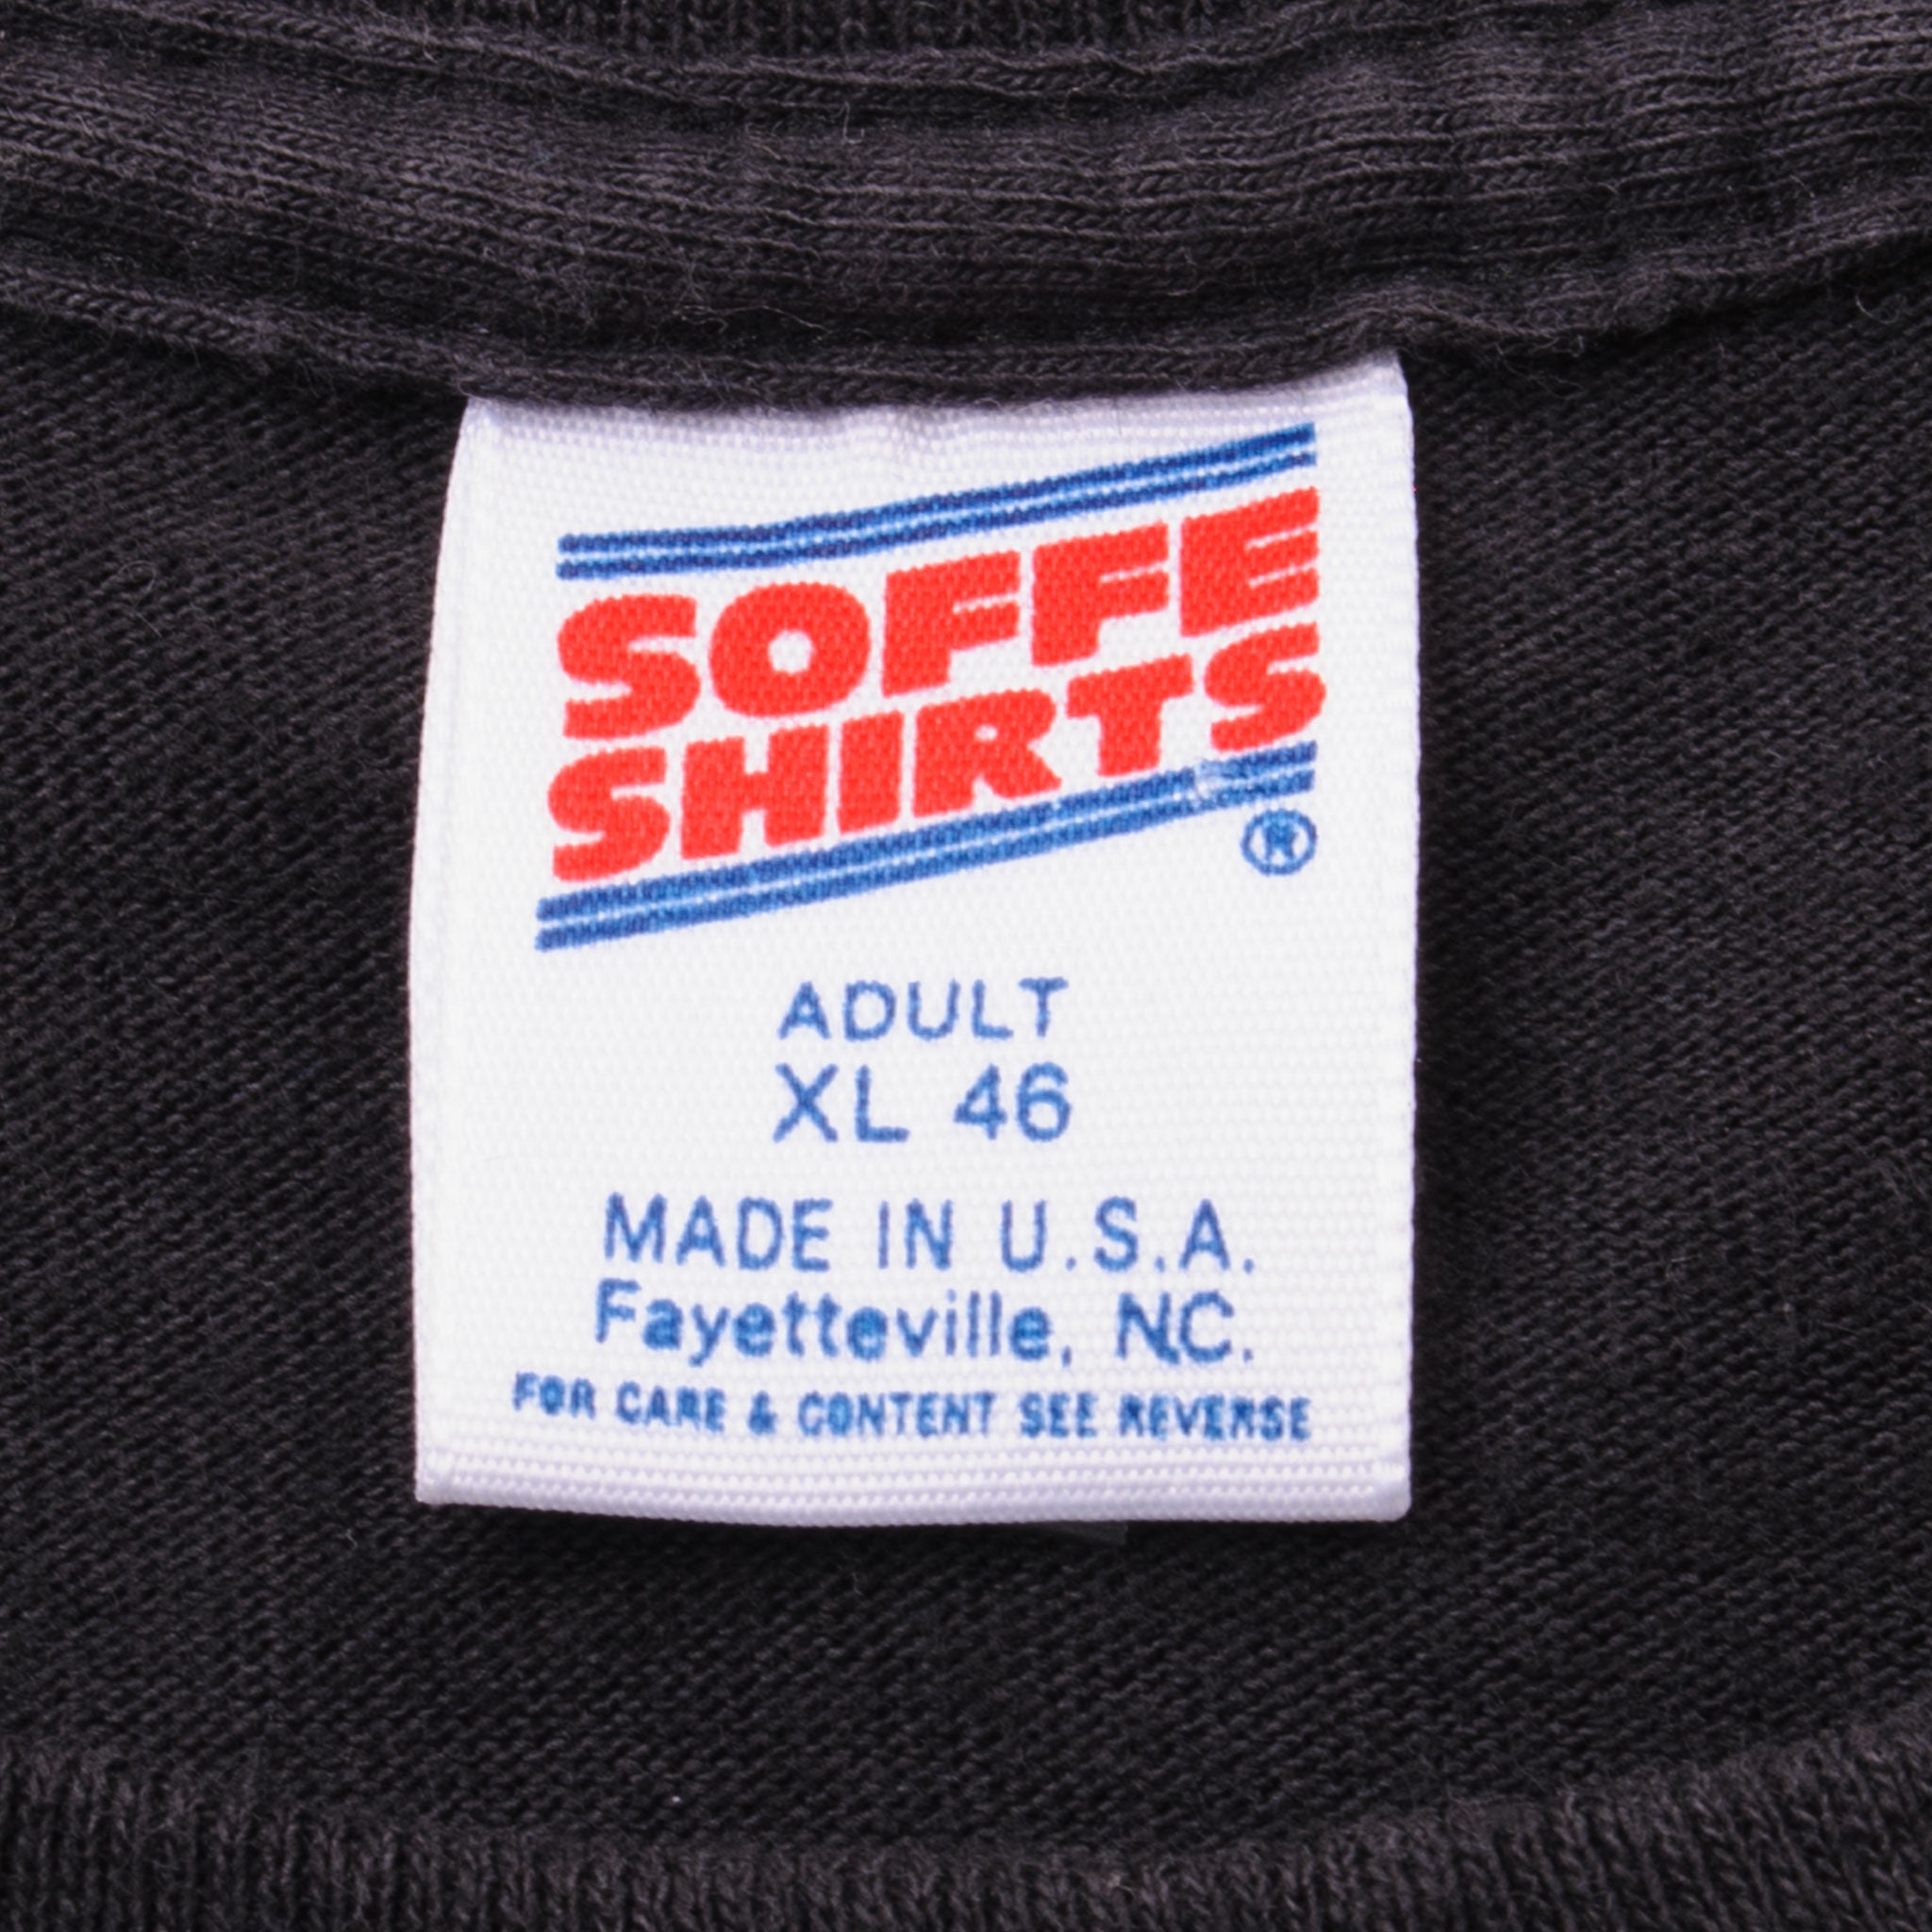 SOFFE
SHIRTS
®
ADULT
XL 46
MADE IN U.S.A.
Fayetteville, N.C.
FOR CARE & CONTENT SEE REVERSE